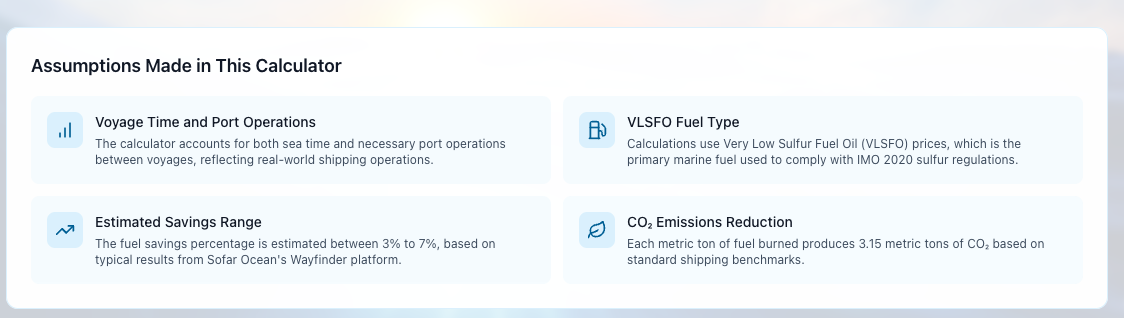 Assumptions Made in This Calculator
Voyage Time and Port Operations
The calculator accounts for both sea time and necessary port operations
between voyages, reflecting real-world shipping operations.
VLSFO Fuel Type
Calculations use Very Low Sulfur Fuel Oil (VLSFO) prices, which is the
primary marine fuel used to comply with IMO 2020 sulfur regulations.
Estimated Savings Range
The fuel savings percentage is estimated between 3% to 7%, based on
typical results from Sofar Ocean's Wayfinder platform.
CO₂ Emissions Reduction
Each metric ton of fuel burned produces 3.15 metric tons of CO₂ based on
standard shipping benchmarks.